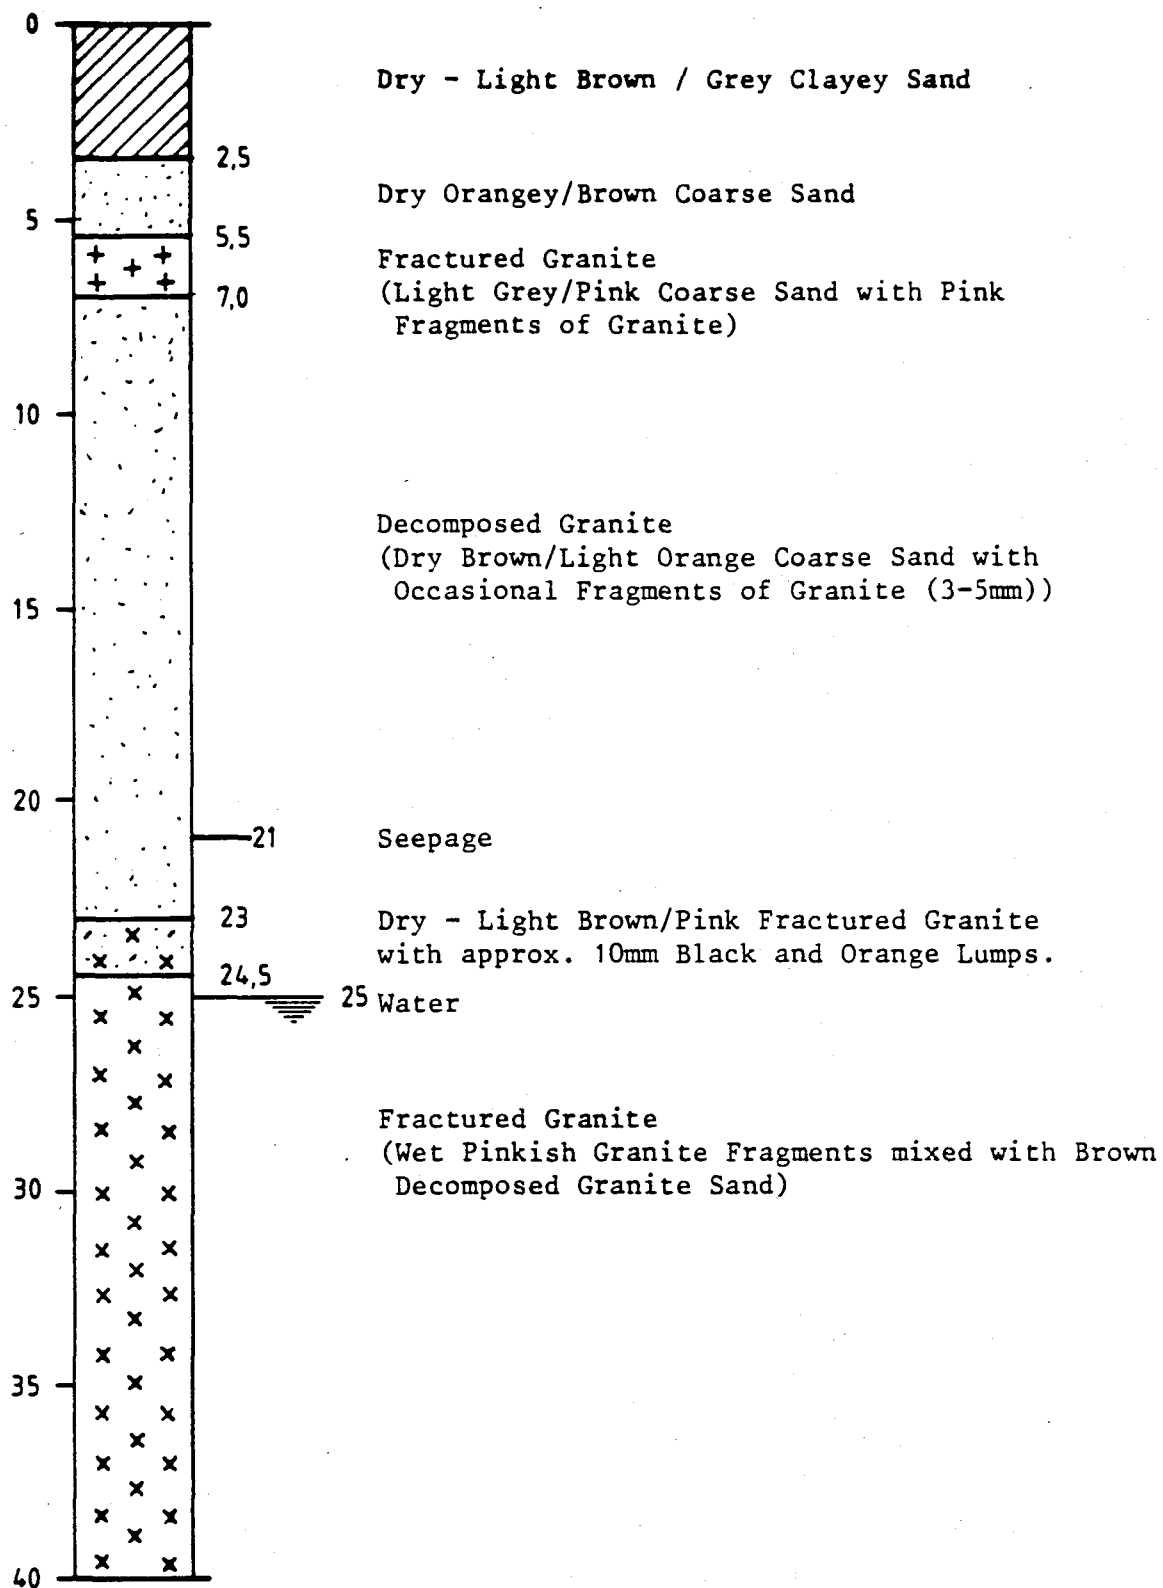 0
Dry - Light Brown / Grey Clayey Sand
2,5
Dry Orangey/Brown Coarse Sand
5
5,5
Fractured Granite
(Light Grey/Pink Coarse Sand with Pink
Fragments of Granite)
7,0
10
Decomposed Granite
(Dry Brown/Light Orange Coarse Sand with
Occasional Fragments of Granite (3-5mm))
15
20
21
Seepage
23
Dry - Light Brown/Pink Fractured Granite
with approx. 10mm Black and Orange Lumps.
24,5
25
25 Water
Fractured Granite
(Wet Pinkish Granite Fragments mixed with Brown
Decomposed Granite Sand)
30
35
40